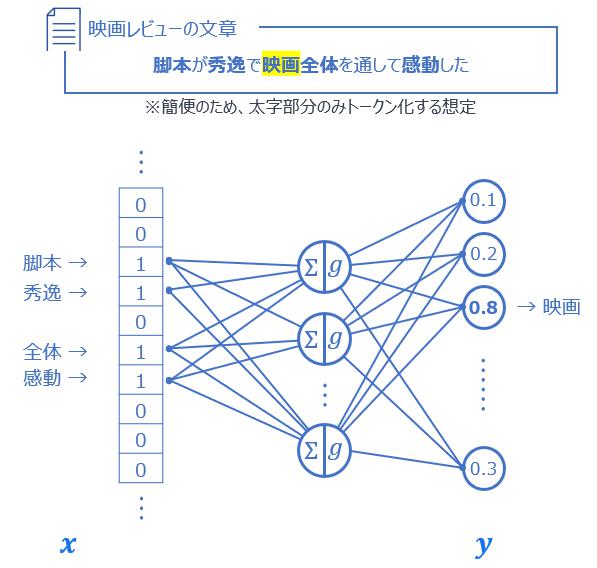 映画レビューの文章
脚本が秀逸で映画全体を通して感動した
※簡便のため、太字部分のみトークン化する想定
0
0
脚本 → 1
秀逸 → 1
0
全体 → 1
感動 → 1
0
0
0
Σ g
Σ g
Σ g
0.1
0.2
0.8 → 映画
0.3
x
y